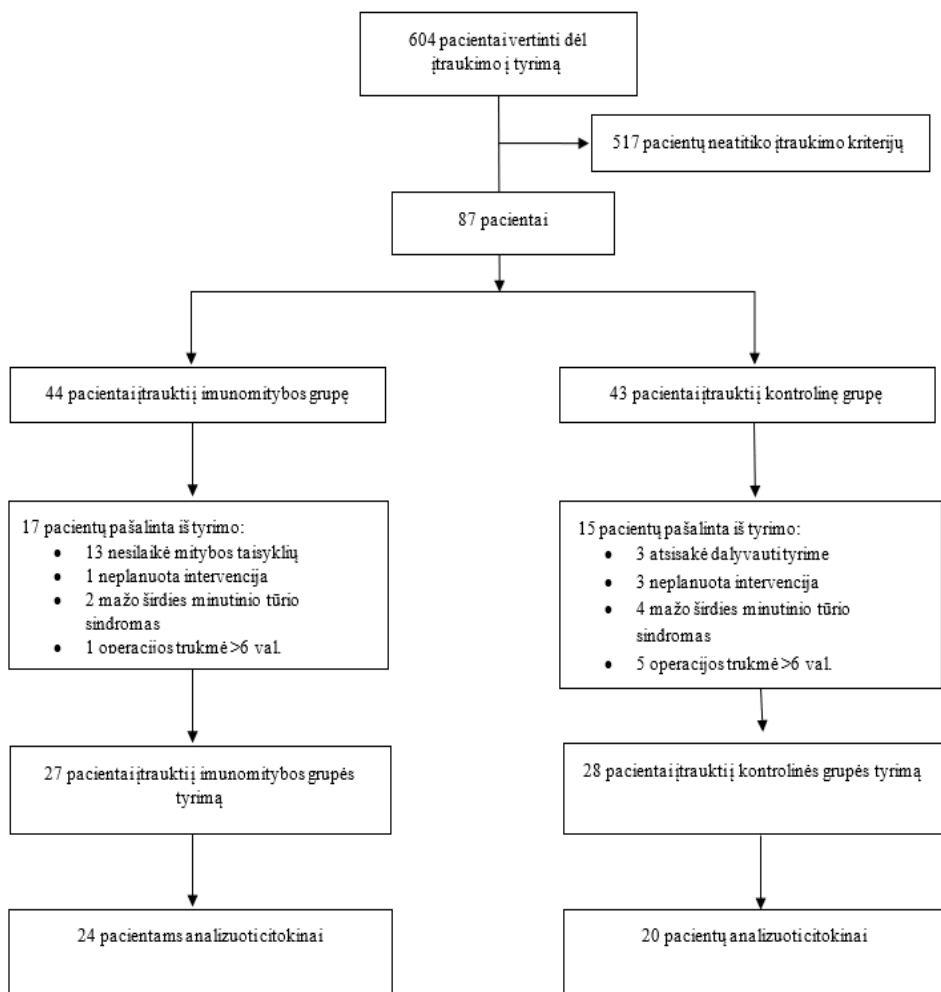 604 pacientai vertinti dėl
įtraukimo į tyrimą
517 pacientų neatitiko įtraukimo kriterijų
87 pacientai
44 pacientai įtraukti į imunomitybos grupę
43 pacientai įtraukti į kontrolinę grupę
17 pacientų pašalinta iš tyrimo:
• 13 nesilaikė mitybos taisyklių
• 1 neplanuota intervencija
• 2 mažo širdies minutinio tūrio
sindromas
• 1 operacijos trukmė >6 val.
15 pacientų pašalinta iš tyrimo:
• 3 atsisakė dalyvauti tyrime
• 3 neplanuota intervencija
• 4 mažo širdies minutinio tūrio
sindromas
• 5 operacijos trukmė >6 val.
27 pacientai įtraukti į imunomitybos grupės
tyrimą
28 pacientai įtraukti į kontrolinės grupės tyrimą
24 pacientams analizuoti citokinai
20 pacientų analizuoti citokinai